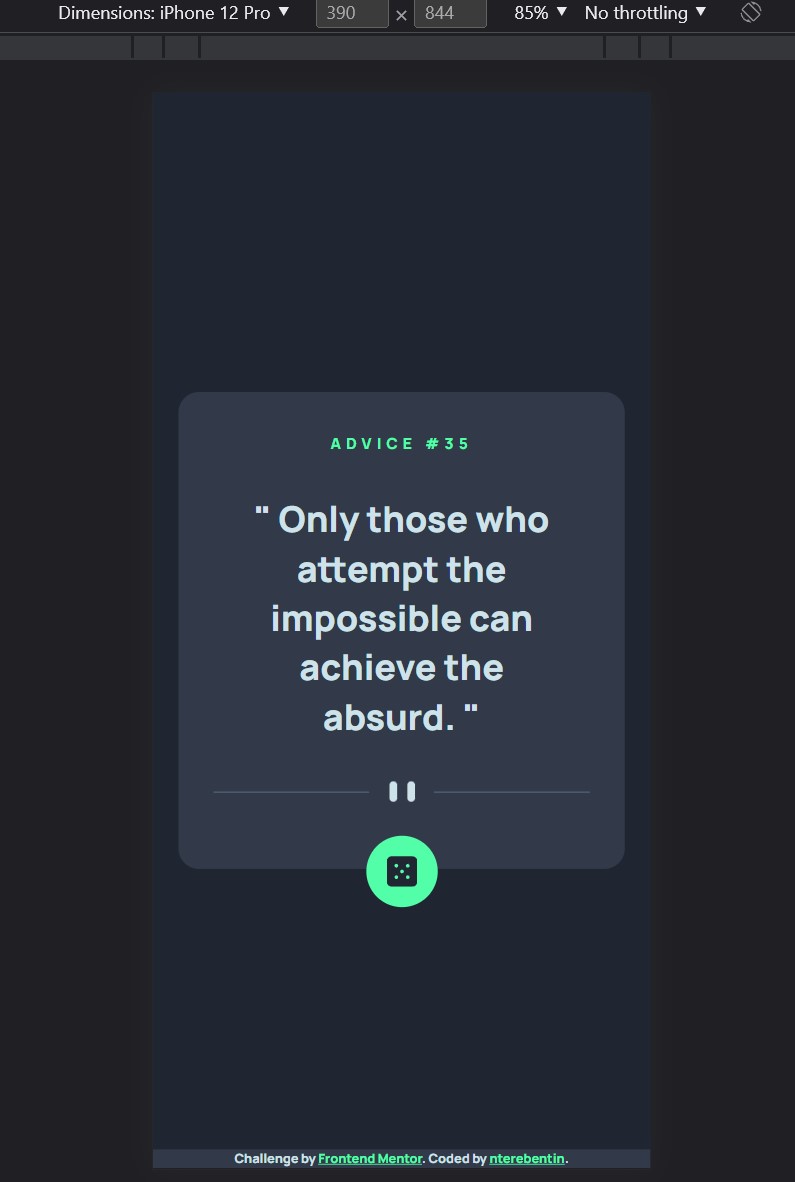 Dimensions: iPhone 12 Pro ▼ 390 × 844 85% ▼ No throttling ▼
ADVICE #35
" Only those who
attempt the
impossible can
achieve the
absurd. "
Challenge by Frontend Mentor. Coded by nterebentin.